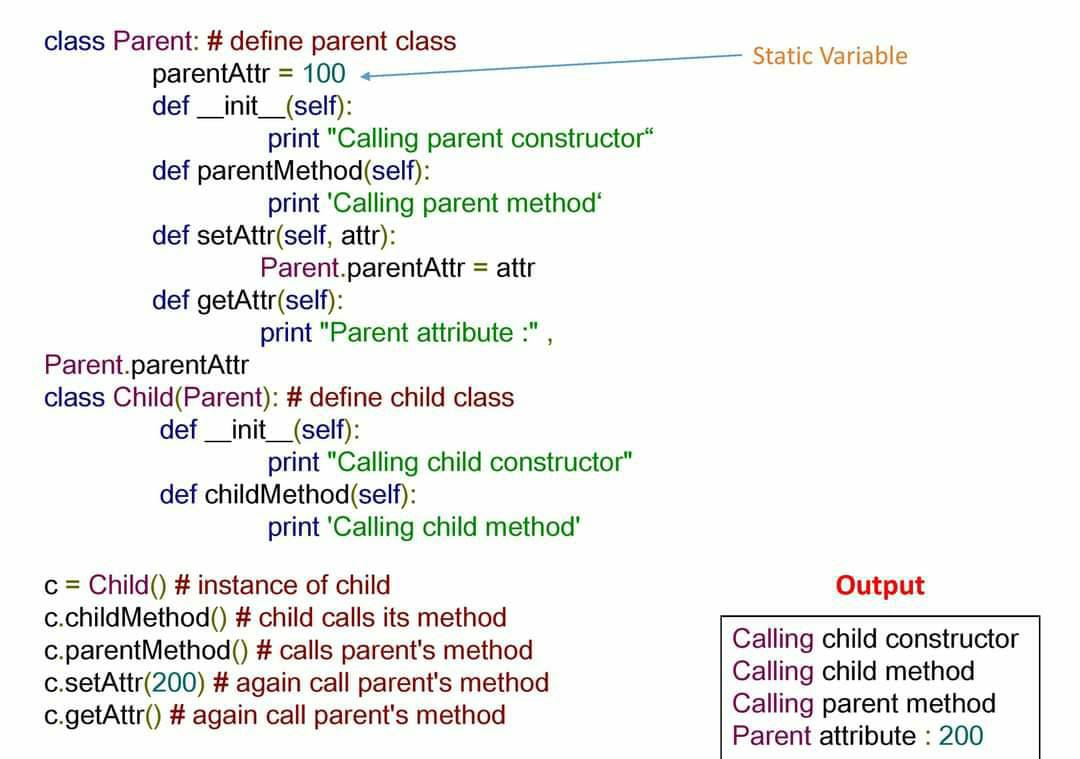 class Parent: # define parent class
parentAttr = 100
Static Variable
def __init__(self):
print "Calling parent constructor“
def parentMethod(self):
print 'Calling parent method‘
def setAttr(self, attr):
Parent.parentAttr = attr
def getAttr(self):
print "Parent attribute :" ,
Parent.parentAttr
class Child(Parent): # define child class
def __init__(self):
print "Calling child constructor"
def childMethod(self):
print 'Calling child method'
c = Child() # instance of child
c.childMethod() # child calls its method
c.parentMethod() # calls parent's method
c.setAttr(200) # again call parent's method
c.getAttr() # again call parent's method
Output
Calling child constructor
Calling child method
Calling parent method
Parent attribute : 200